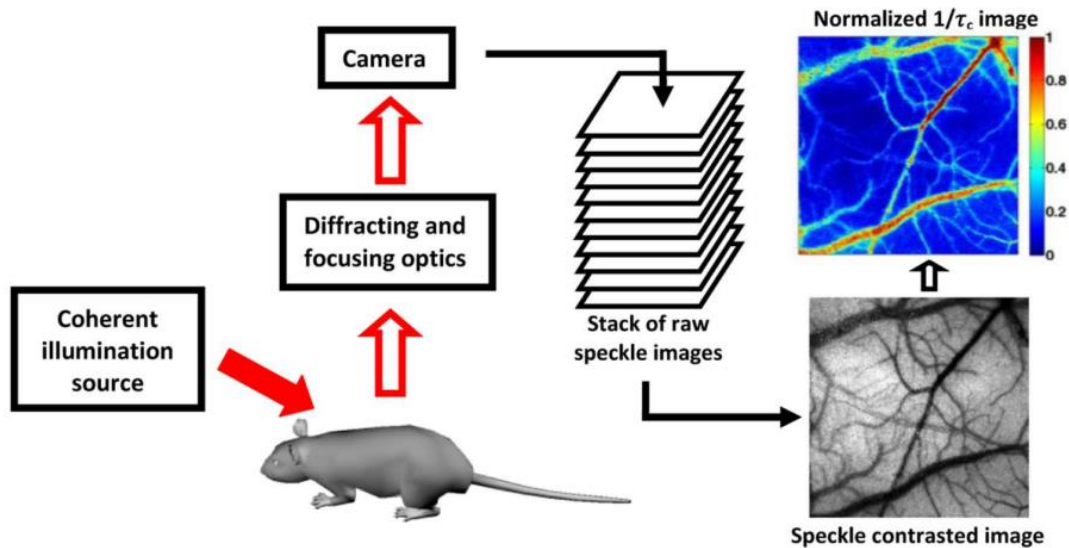 Normalized 1/τc image
Camera
1
0.8
0.6
0.4
0.2
0
Diffracting and
focusing optics
Coherent
illumination
source
Stack of raw
speckle images
Speckle contrasted image